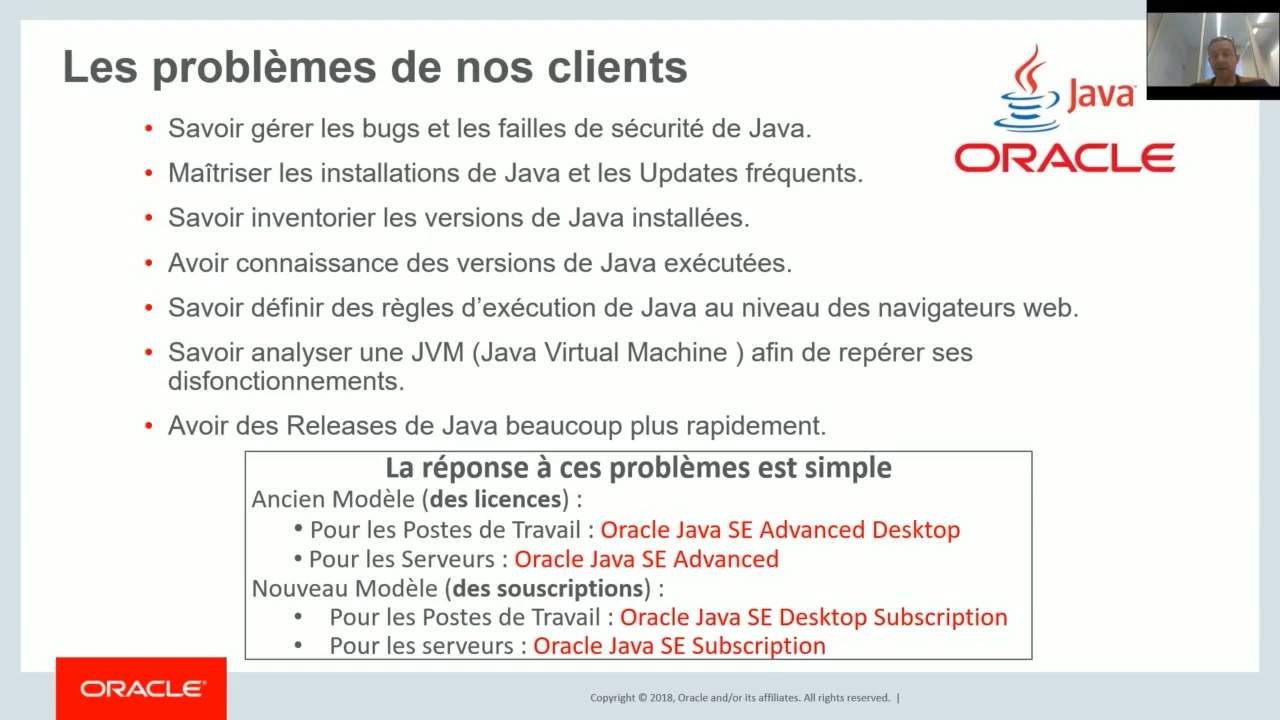 Les problèmes de nos clients
Java
ORACLE
• Savoir gérer les bugs et les failles de sécurité de Java.
• Maîtriser les installations de Java et les Updates fréquents.
• Savoir inventorier les versions de Java installées.
• Avoir connaissance des versions de Java exécutées.
• Savoir définir des règles d’exécution de Java au niveau des navigateurs web.
• Savoir analyser une JVM (Java Virtual Machine ) afin de repérer ses
disfonctionnements.
• Avoir des Releases de Java beaucoup plus rapidement.
La réponse à ces problèmes est simple
Ancien Modèle (des licences) :
• Pour les Postes de Travail : Oracle Java SE Advanced Desktop
• Pour les Serveurs : Oracle Java SE Advanced
Nouveau Modèle (des souscriptions) :
• Pour les Postes de Travail : Oracle Java SE Desktop Subscription
• Pour les serveurs : Oracle Java SE Subscription
ORACLE®
Copyright © 2018, Oracle and/or its affiliates. All rights reserved. |